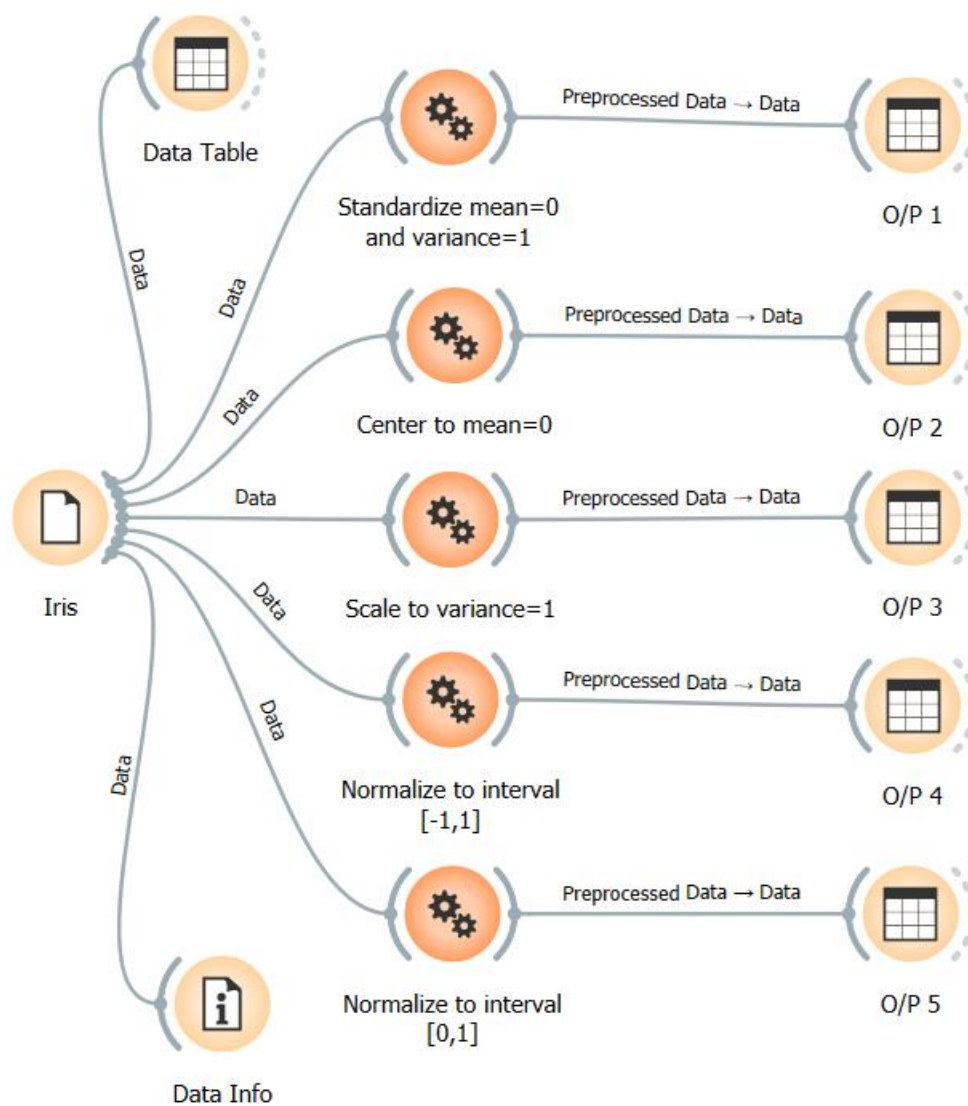 Data Table
Data
Data
Standardize mean=0
and variance=1
Preprocessed Data → Data
O/P 1
Data
Center to mean=0
Preprocessed Data → Data
O/P 2
Iris
Data
Scale to variance=1
Preprocessed Data → Data
O/P 3
Data
Normalize to interval
[-1,1]
Preprocessed Data → Data
O/P 4
Data
Normalize to interval
[0,1]
Preprocessed Data → Data
O/P 5
Data
Data Info